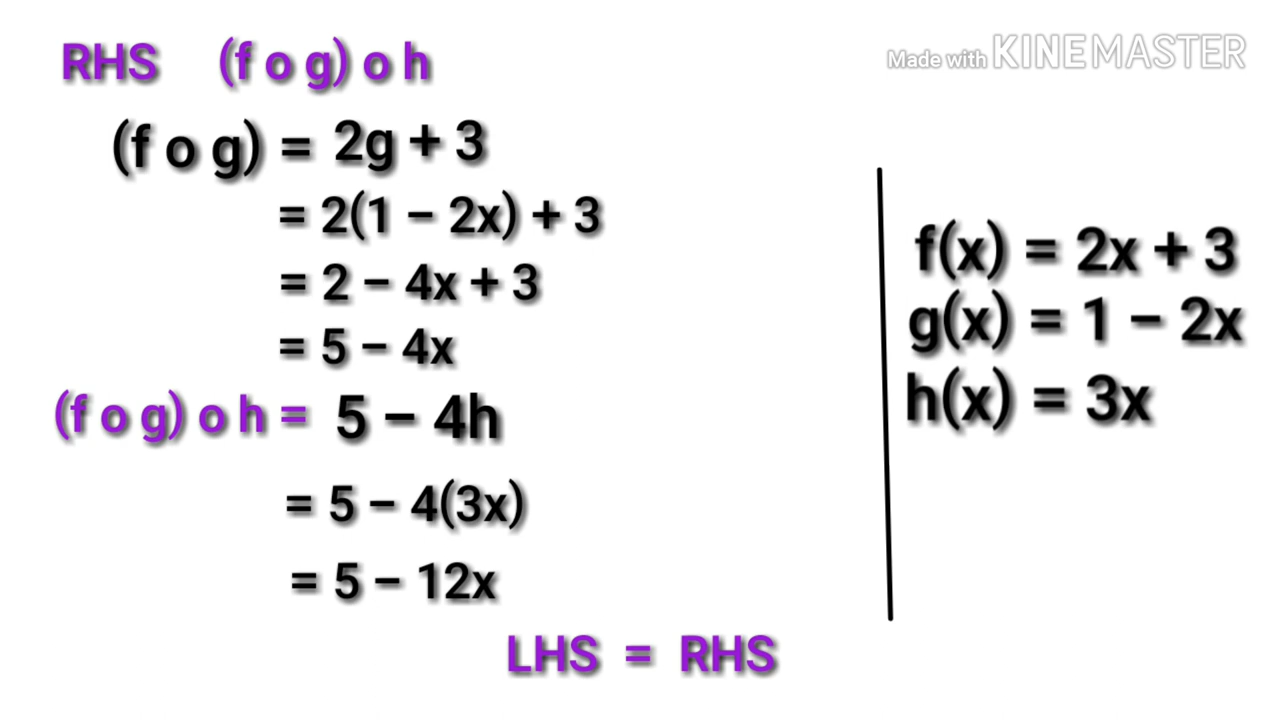 RHS (f o g) o h
Made with KINEMASTER
(f o g) = 2g + 3
= 2(1 – 2x) + 3
= 2 – 4x + 3
= 5 – 4x
(f o g) o h = 5 – 4h
= 5 – 4(3x)
= 5 – 12x
LHS = RHS
f(x) = 2x + 3
g(x) = 1 – 2x
h(x) = 3x